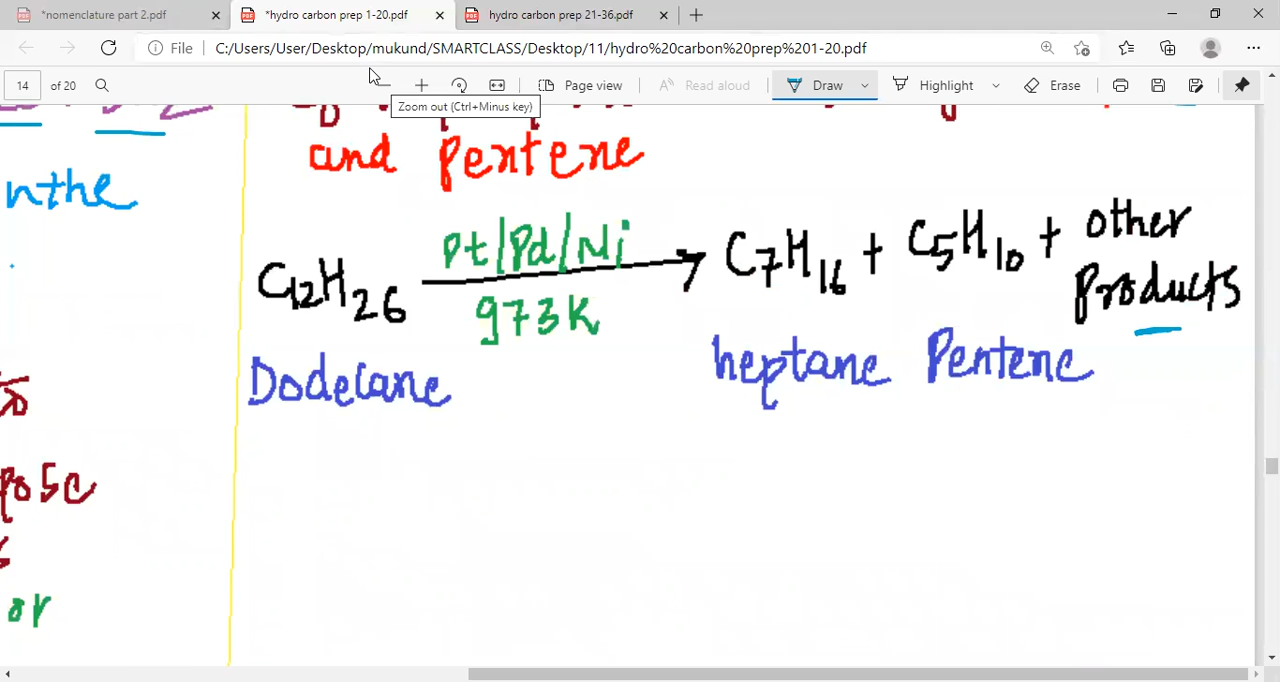 *nomenclature part 2.pdf
*hydro carbon prep 1-20.pdf
hydro carbon prep 21-36.pdf
File C:/Users/User/Desktop/mukund/SMARTCLASS/Desktop/11/hydro%20carbon%20prep%201-20.pdf
14 of 20 Page view Read aloud Draw Highlight Erase
Zoom out (Ctrl+Minus key)
and Pentene
nthe
C12H26 Pt/Pd/Ni 973K C7H16 + C5H10 + other products
Dodecane heptane Pentene
pose
or